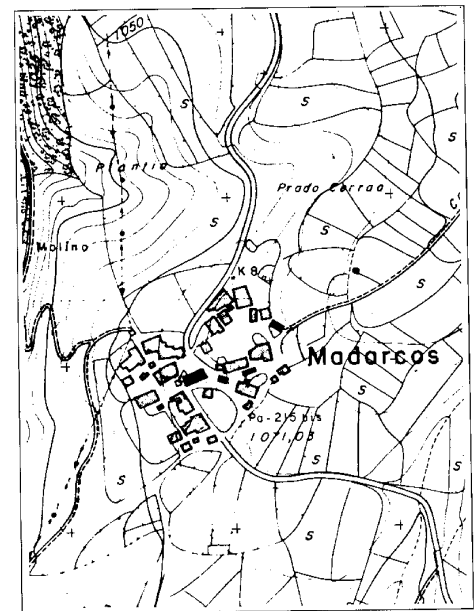 1050
S
S
Plantio
Prado Cerrao
S
Molino
S
K 8
S
Madarcos
Pa-215 bis
1071,03
S
S
S
S